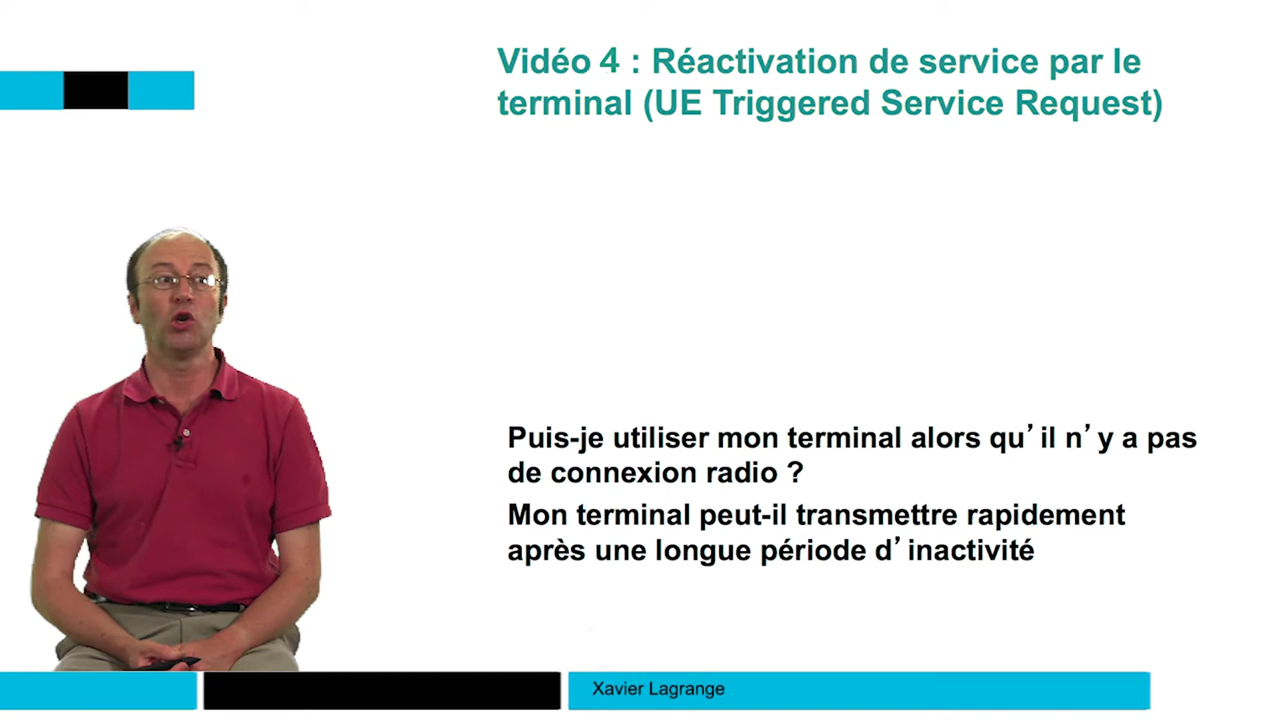 Vidéo 4 : Réactivation de service par le
terminal (UE Triggered Service Request)
Puis-je utiliser mon terminal alors qu’il n’y a pas
de connexion radio ?
Mon terminal peut-il transmettre rapidement
après une longue période d’inactivité
Xavier Lagrange